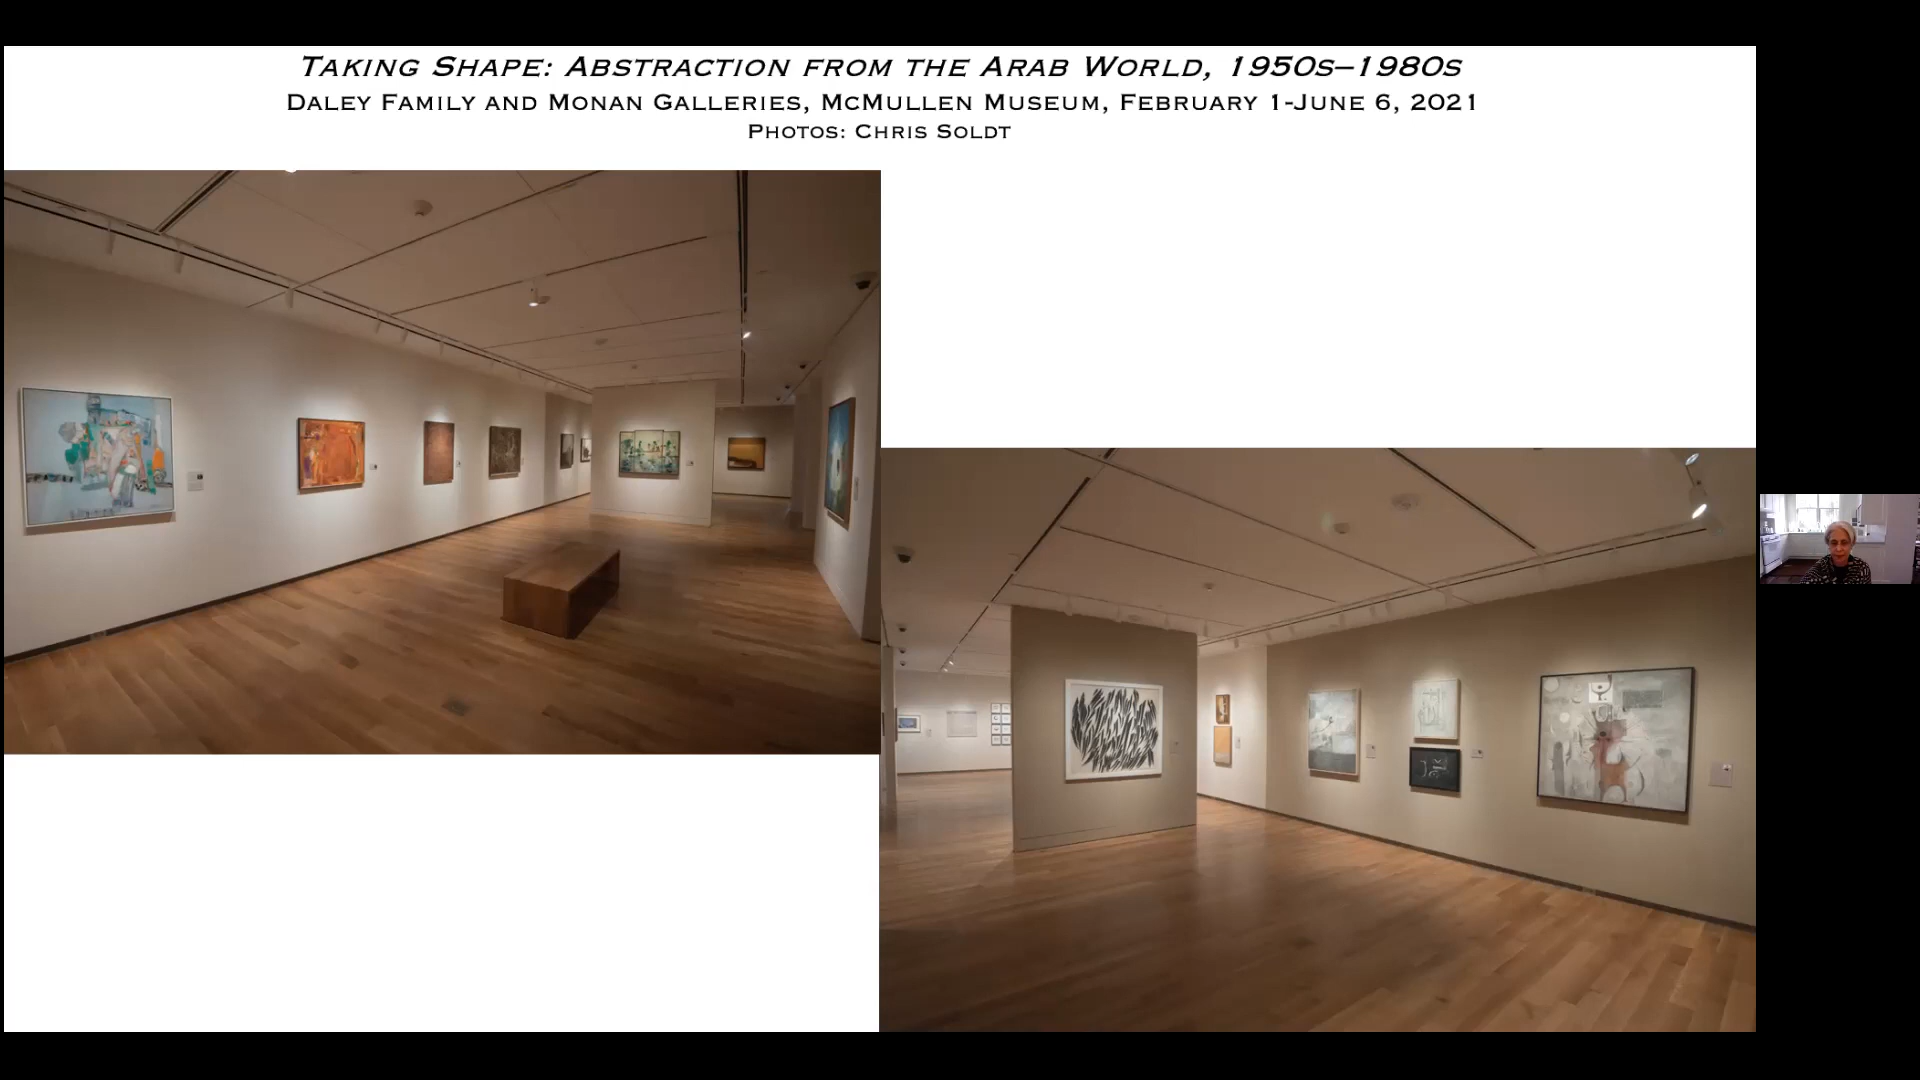 Taking Shape: Abstraction from the Arab World, 1950s–1980s
Daley Family and Monan Galleries, McMullen Museum, February 1-June 6, 2021
Photos: Chris Soldt